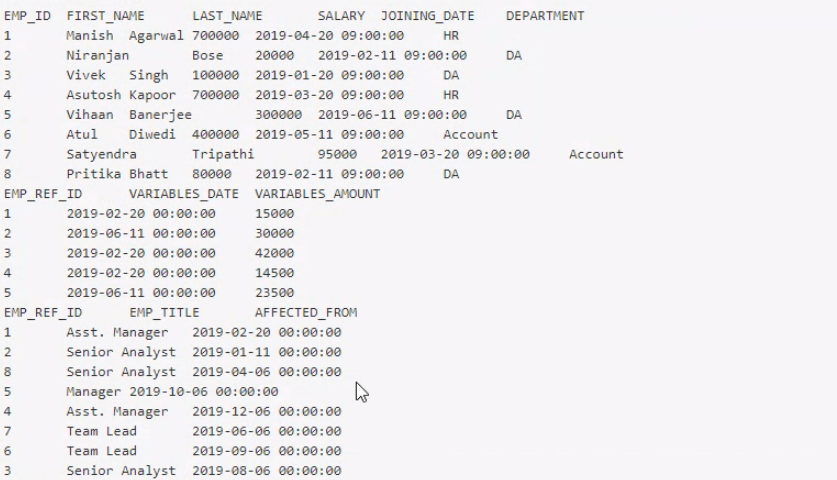 EMP_ID FIRST_NAME LAST_NAME SALARY JOINING_DATE DEPARTMENT
1 Manish Agarwal 700000 2019-04-20 09:00:00 HR
2 Niranjan Bose 20000 2019-02-11 09:00:00 DA
3 Vivek Singh 100000 2019-01-20 09:00:00 DA
4 Asutosh Kapoor 700000 2019-03-20 09:00:00 HR
5 Vihaan Banerjee 300000 2019-06-11 09:00:00 DA
6 Atul Diwedi 400000 2019-05-11 09:00:00 Account
7 Satyendra Tripathi 95000 2019-03-20 09:00:00 Account
8 Pritika Bhatt 80000 2019-02-11 09:00:00 DA
EMP_REF_ID VARIABLES_DATE VARIABLES_AMOUNT
1 2019-02-20 00:00:00 15000
2 2019-06-11 00:00:00 30000
3 2019-02-20 00:00:00 42000
4 2019-02-20 00:00:00 14500
5 2019-06-11 00:00:00 23500
EMP_REF_ID EMP_TITLE AFFECTED_FROM
1 Asst. Manager 2019-02-20 00:00:00
2 Senior Analyst 2019-01-11 00:00:00
8 Senior Analyst 2019-04-06 00:00:00
5 Manager 2019-10-06 00:00:00
4 Asst. Manager 2019-12-06 00:00:00
7 Team Lead 2019-06-06 00:00:00
6 Team Lead 2019-09-06 00:00:00
3 Senior Analyst 2019-08-06 00:00:00